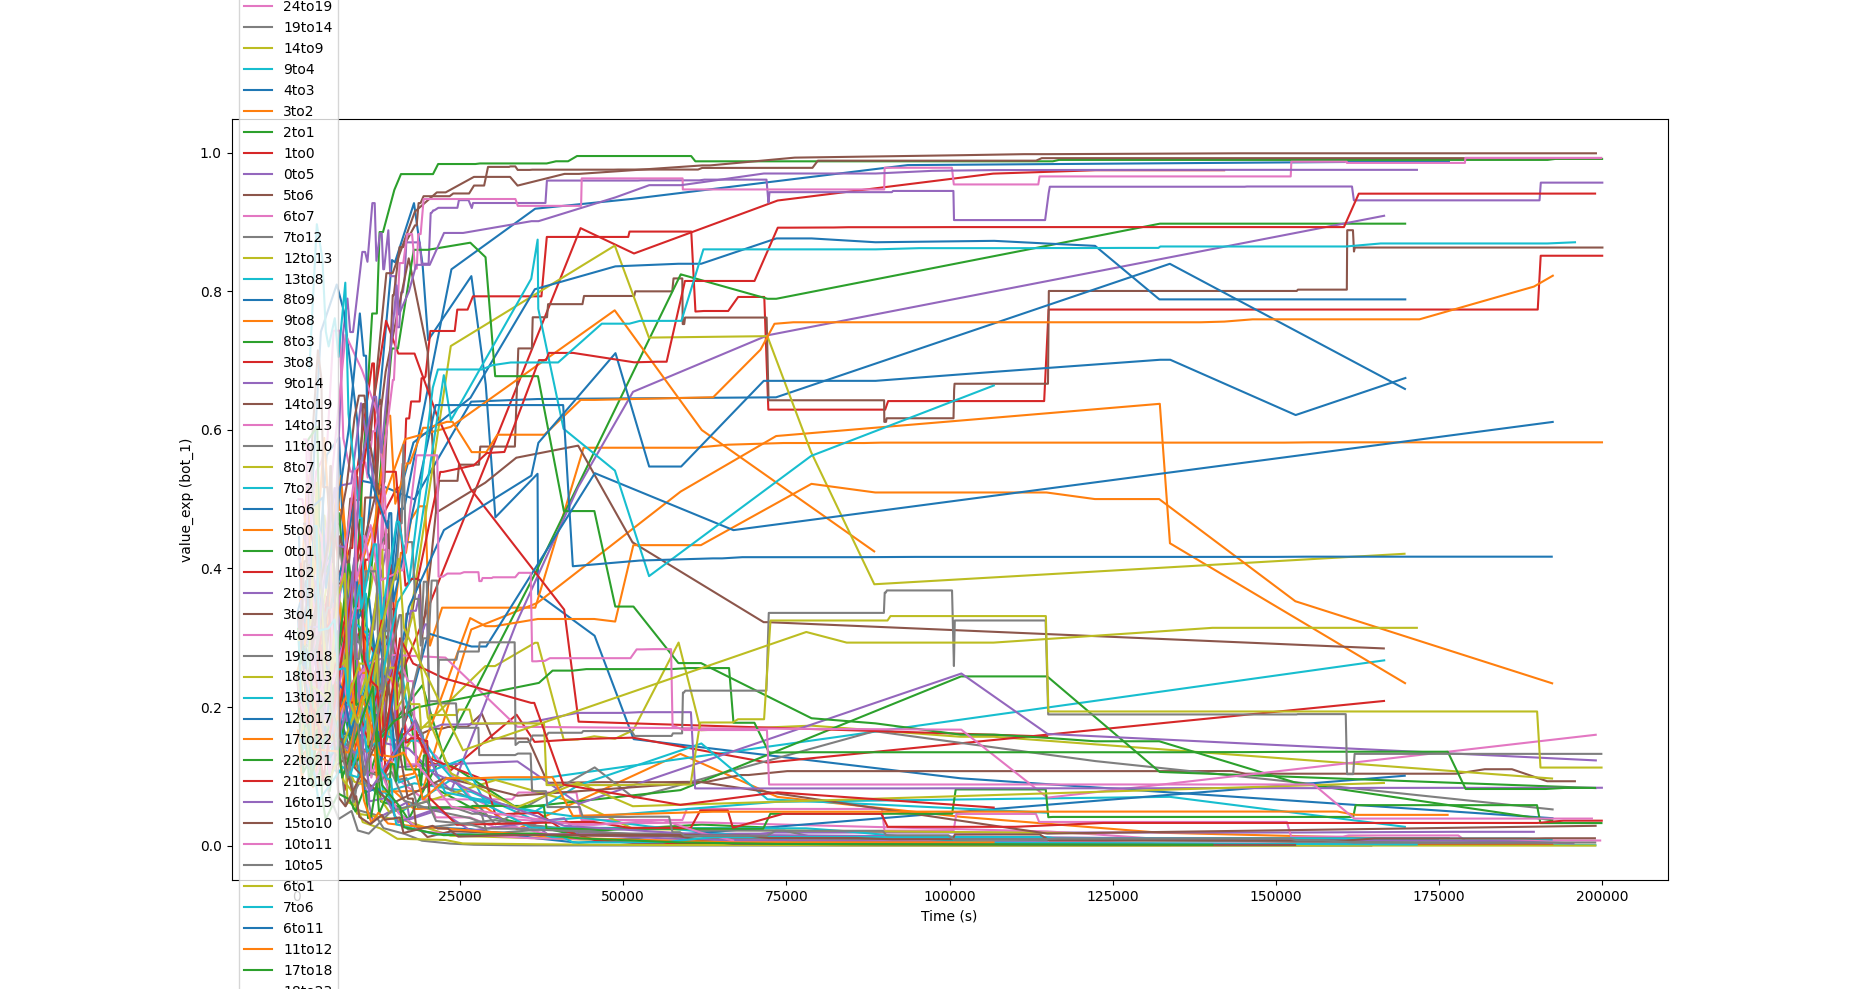 24to19
19to14
14to9
9to4
4to3
3to2
2to1
1to0
0to5
5to6
6to7
7to12
12to13
13to8
8to9
9to8
8to3
3to8
9to14
14to19
14to13
11to10
8to7
7to2
1to6
5to0
0to1
1to2
2to3
3to4
4to9
19to18
18to13
13to12
12to17
17to22
22to21
21to16
16to15
15to10
10to11
10to5
6to1
7to6
6to11
11to12
17to18
1.0
0.8
0.6
0.4
0.2
0.0
value_exp (bot_1)
0
25000
50000
75000
100000
125000
150000
175000
200000
Time (s)